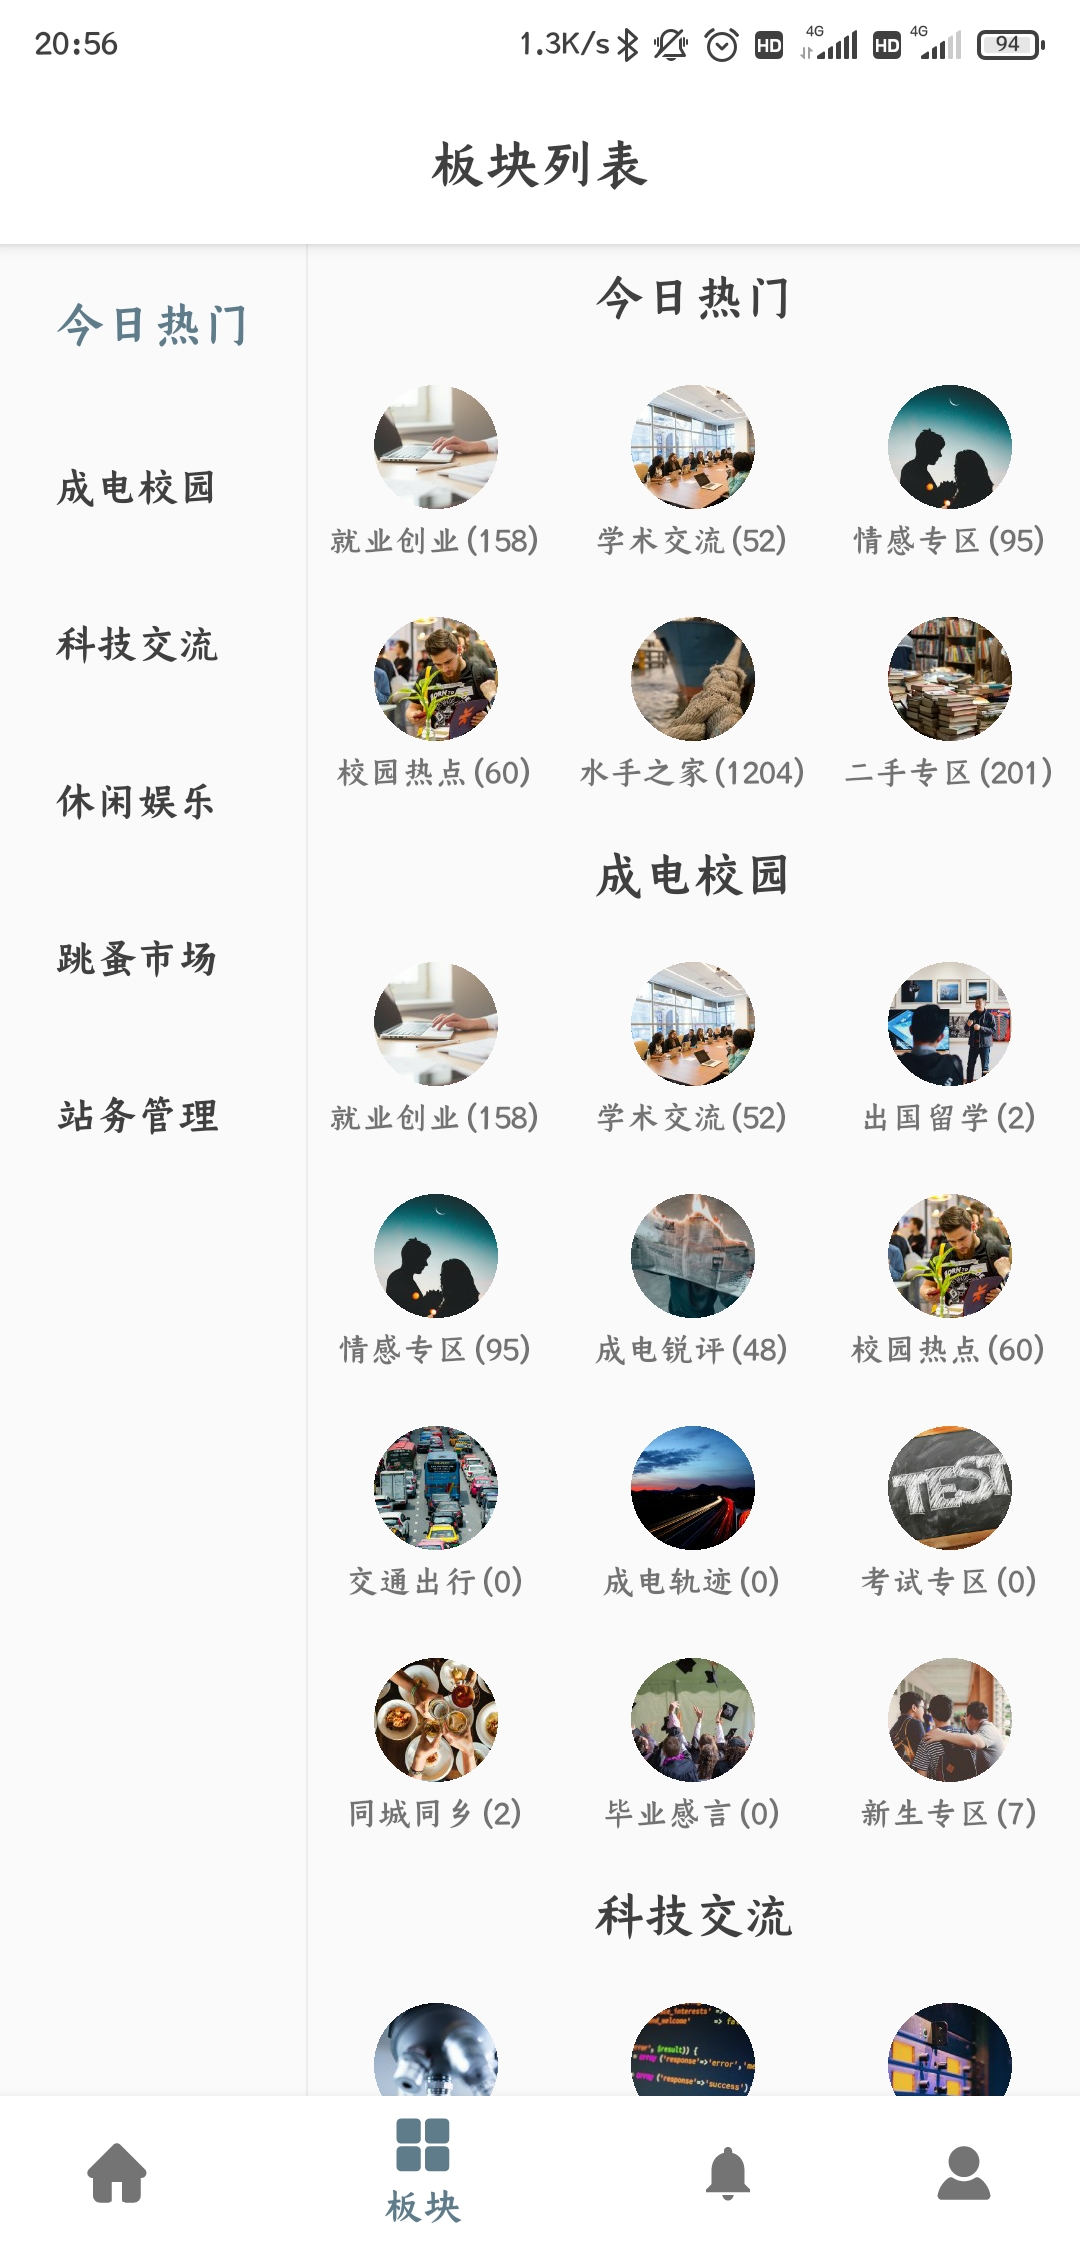 20:56 1.3K/s HD 4G HD 4G 94
板块列表
今日热门
成电校园
科技交流
休闲娱乐
跳蚤市场
站务管理
今日热门
就业创业(158) 学术交流(52) 情感专区(95)
校园热点(60) 水手之家(1204) 二手专区(201)
成电校园
就业创业(158) 学术交流(52) 出国留学(2)
情感专区(95) 成电锐评(48) 校园热点(60)
TEST
交通出行(0) 成电轨迹(0) 考试专区(0)
同城同乡(2) 毕业感言(0) 新生专区(7)
科技交流
板块